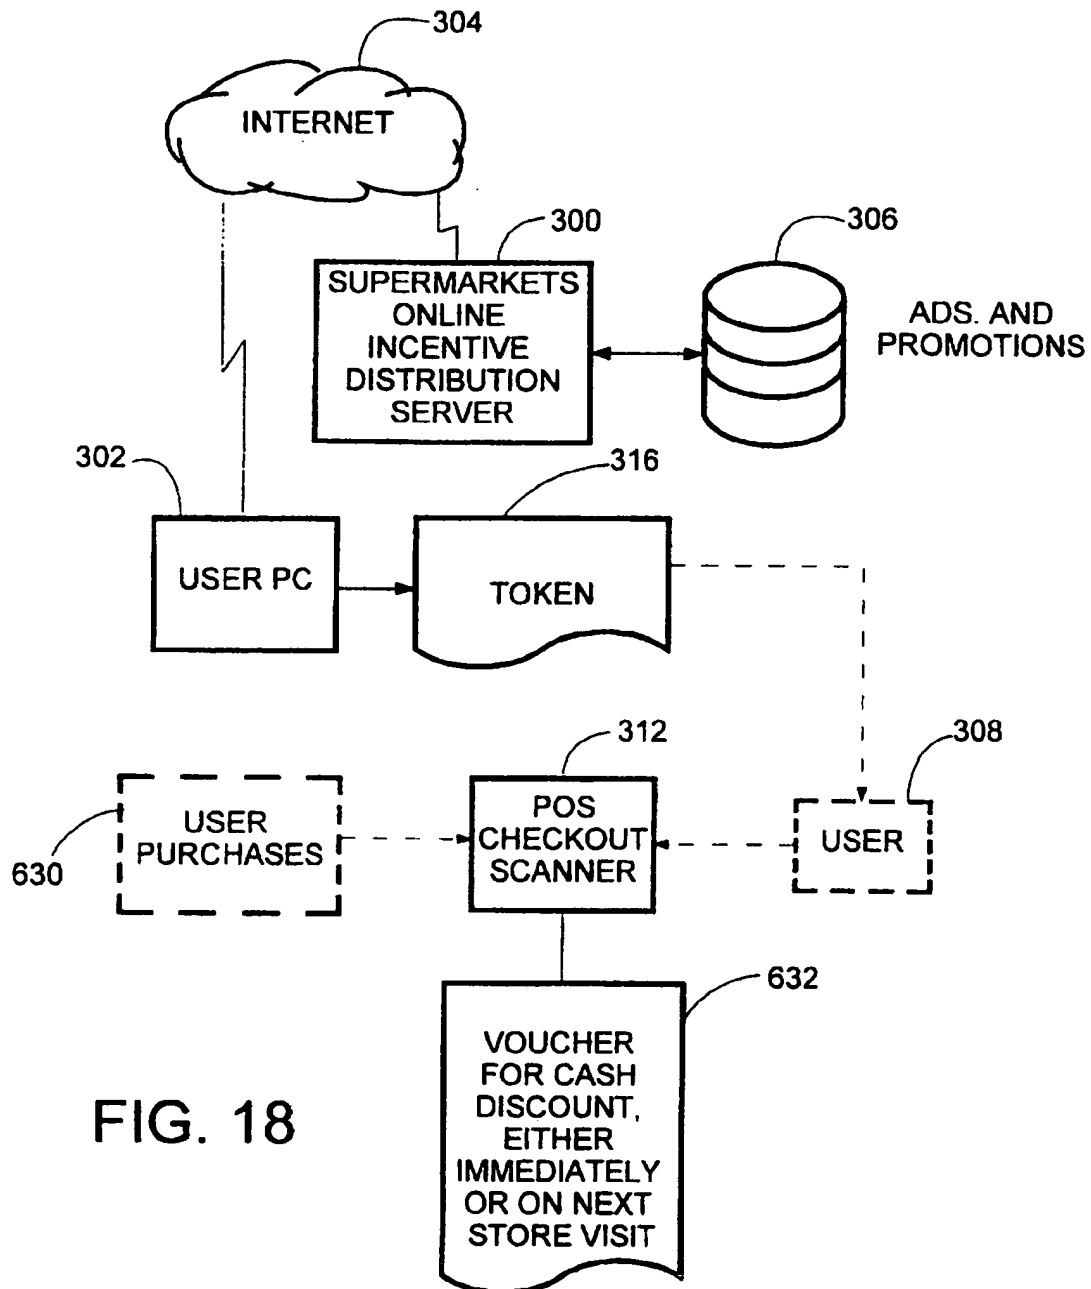 304
INTERNET
300
306
SUPERMARKETS
ONLINE
INCENTIVE
DISTRIBUTION
SERVER
ADS. AND
PROMOTIONS
302
316
USER PC
TOKEN
312
308
USER
PURCHASES
POS
CHECKOUT
SCANNER
USER
630
632
VOUCHER
FOR CASH
DISCOUNT,
EITHER
IMMEDIATELY
OR ON NEXT
STORE VISIT
FIG. 18